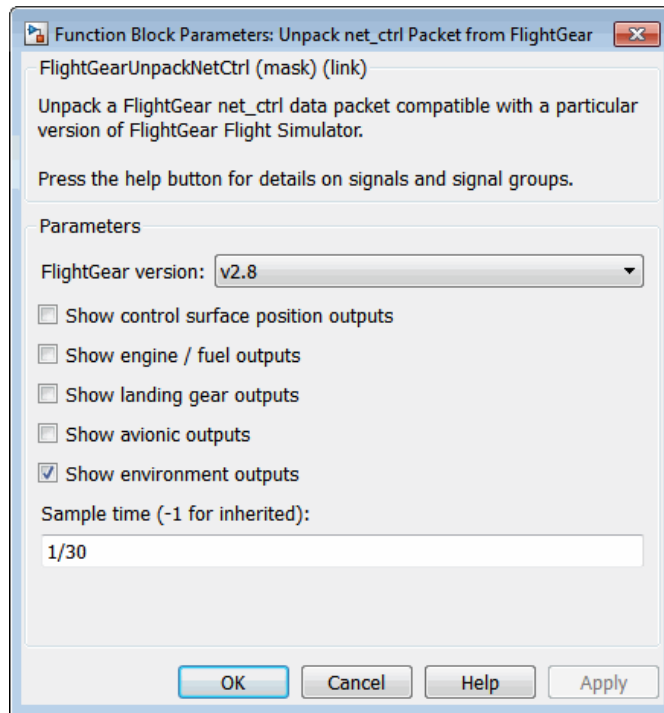 Function Block Parameters: Unpack net_ctrl Packet from FlightGear
FlightGearUnpackNetCtrl (mask) (link)
Unpack a FlightGear net_ctrl data packet compatible with a particular
version of FlightGear Flight Simulator.
Press the help button for details on signals and signal groups.
Parameters
FlightGear version: v2.8
Show control surface position outputs
Show engine / fuel outputs
Show landing gear outputs
Show avionic outputs
Show environment outputs
Sample time (-1 for inherited):
1/30
OK Cancel Help Apply